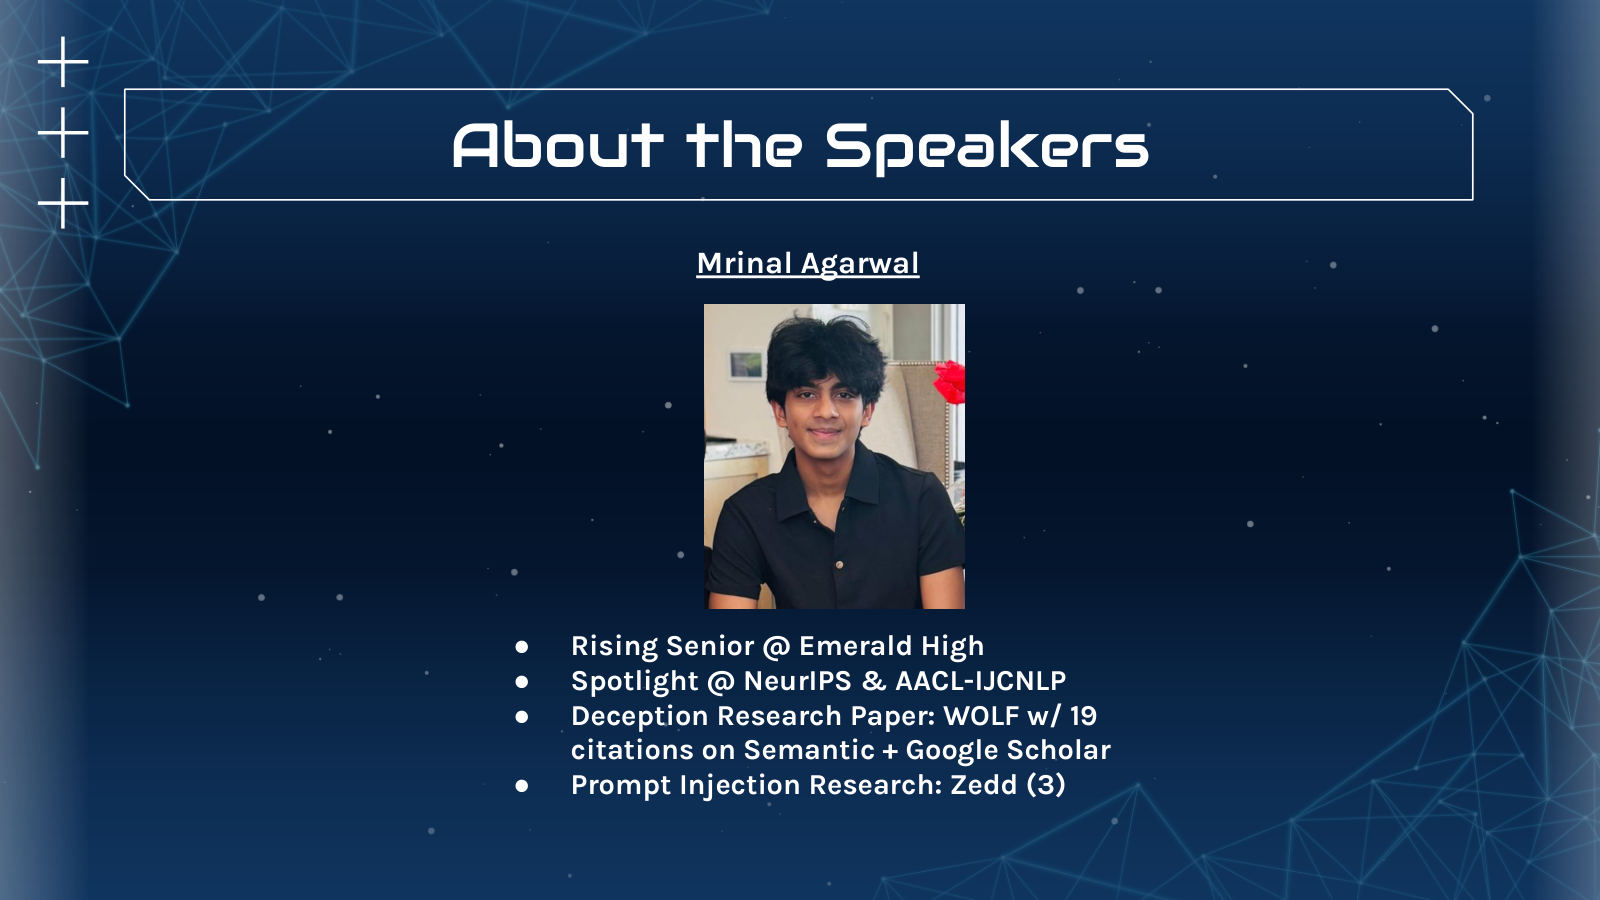 About the Speakers
Mrinal Agarwal
● Rising Senior @ Emerald High
● Spotlight @ NeurIPS & AACL-IJCNLP
● Deception Research Paper: WOLF w/ 19
citations on Semantic + Google Scholar
● Prompt Injection Research: Zedd (3)